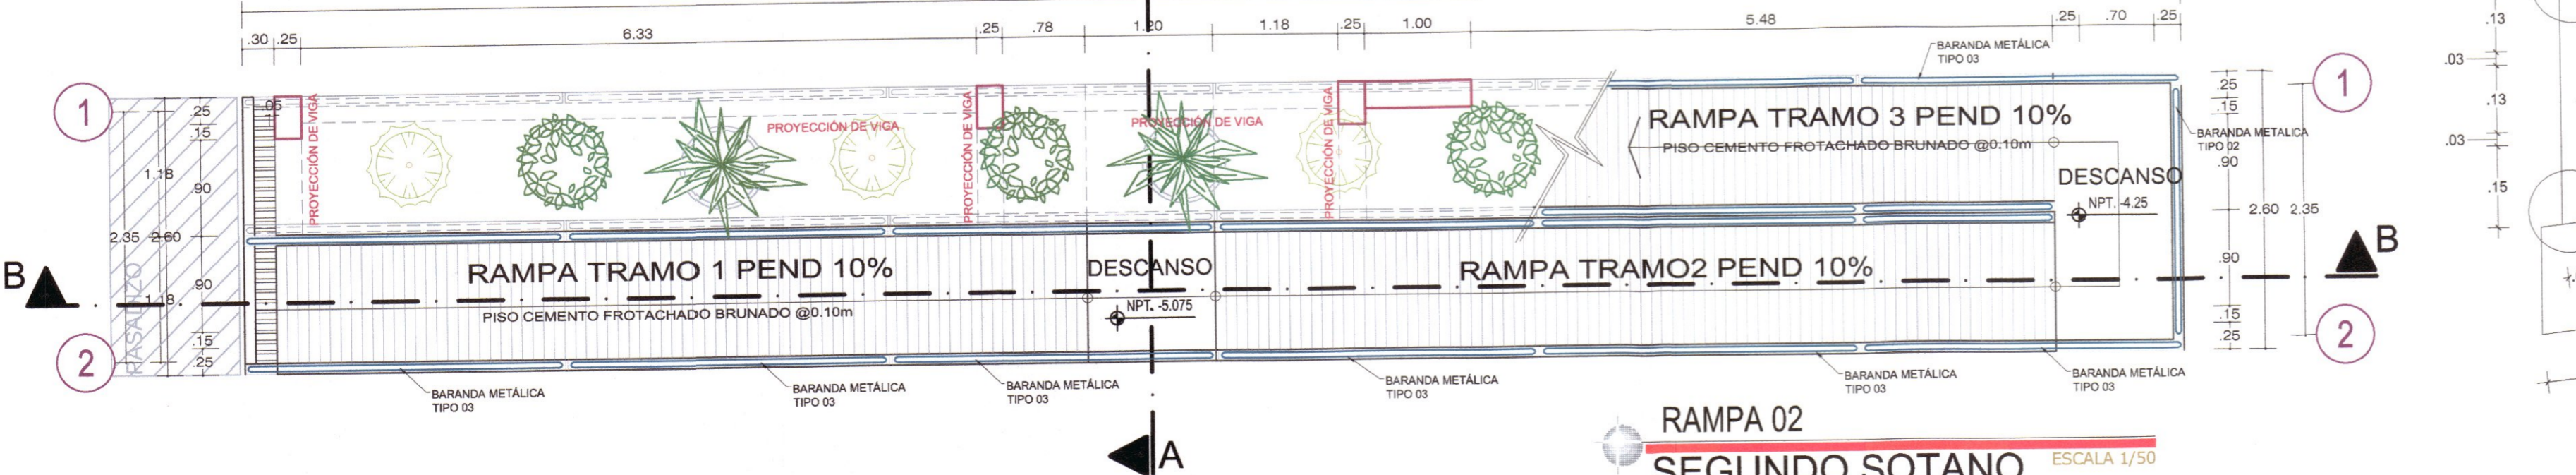 .30 .25 6.33 .25 .78 1.20 1.18 .25 1.00 5.48 .25 .70 .25
.13
.03
.13
.03
.15
BARANDA METÁLICA
TIPO 03
1
1
.05
.25
.15
1.18
.90
2.35 2.60
.90
1.18
.15
.25
PASADIZO
PROYECCIÓN DE VIGA
PROYECCIÓN DE VIGA
PROYECCIÓN DE VIGA
PROYECCIÓN DE VIGA
PROYECCIÓN DE VIGA
RAMPA TRAMO 3 PEND 10%
PISO CEMENTO FROTACHADO BRUNADO @0.10m
BARANDA METALICA
TIPO 02
DESCANSO
NPT. -4.25
.25
.15
.90
2.60 2.35
.90
.15
.25
B
B
RAMPA TRAMO 1 PEND 10%
PISO CEMENTO FROTACHADO BRUNADO @0.10m
DESCANSO
NPT. -5.075
RAMPA TRAMO2 PEND 10%
2
2
BARANDA METÁLICA
TIPO 03
BARANDA METÁLICA
TIPO 03
BARANDA METÁLICA
TIPO 03
BARANDA METÁLICA
TIPO 03
BARANDA METÁLICA
TIPO 03
BARANDA METÁLICA
TIPO 03
A
RAMPA 02
SEGUNDO SOTANO ESCALA 1/50